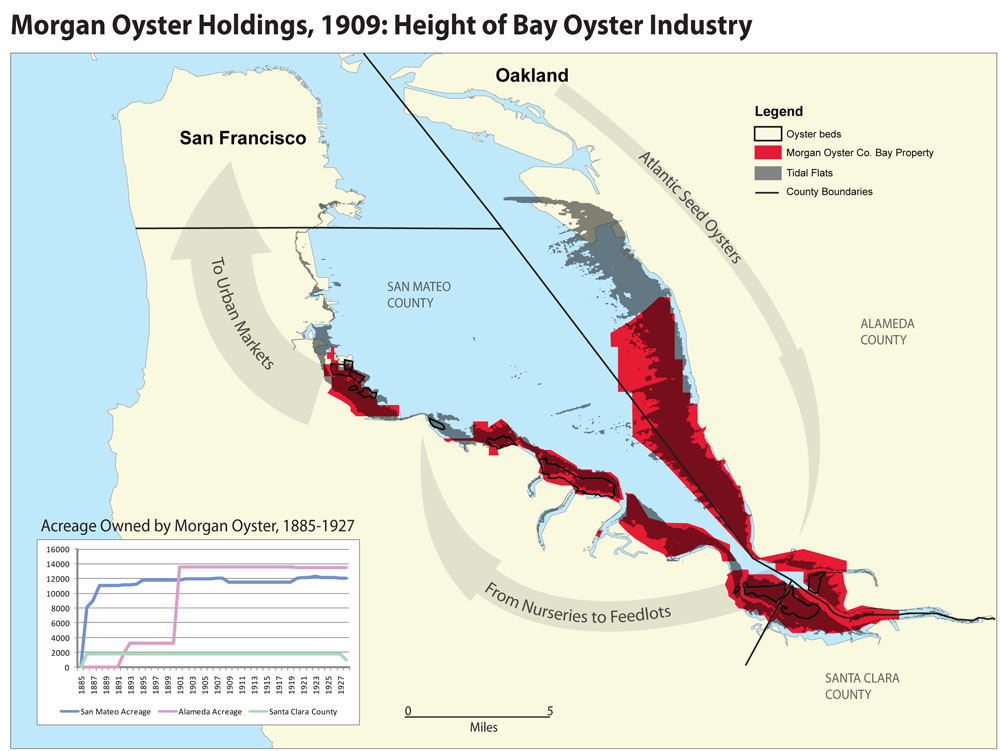 Morgan Oyster Holdings, 1909: Height of Bay Oyster Industry
Oakland
San Francisco
Legend
Oyster beds
Morgan Oyster Co. Bay Property
Tidal Flats
County Boundaries
Atlantic Seed Oysters
To Urban Markets
SAN MATEO
COUNTY
ALAMEDA
COUNTY
From Nurseries to Feedlots
SANTA CLARA
COUNTY
0 5
Miles
Acreage Owned by Morgan Oyster, 1885-1927
16000
14000
12000
10000
8000
6000
4000
2000
0
1885 1887 1889 1891 1893 1895 1897 1899 1901 1903 1905 1907 1909 1911 1913 1915 1917 1919 1921 1923 1925 1927
San Mateo Acreage Alameda Acreage Santa Clara County